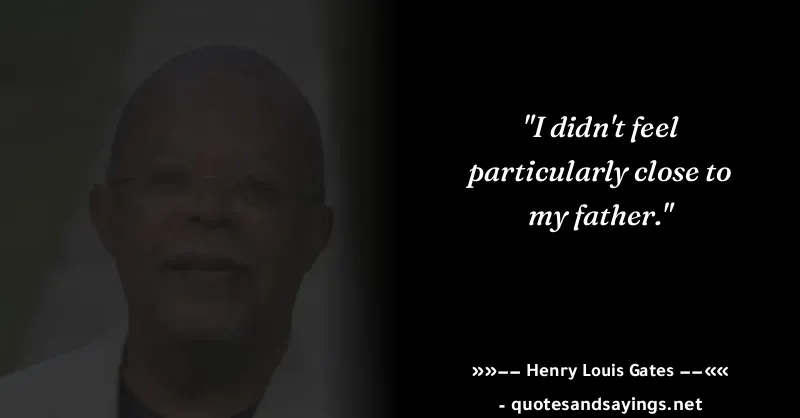 "I didn't feel
particularly close to
my father."
»»−− Henry Louis Gates −−««
- quotesandsayings.net